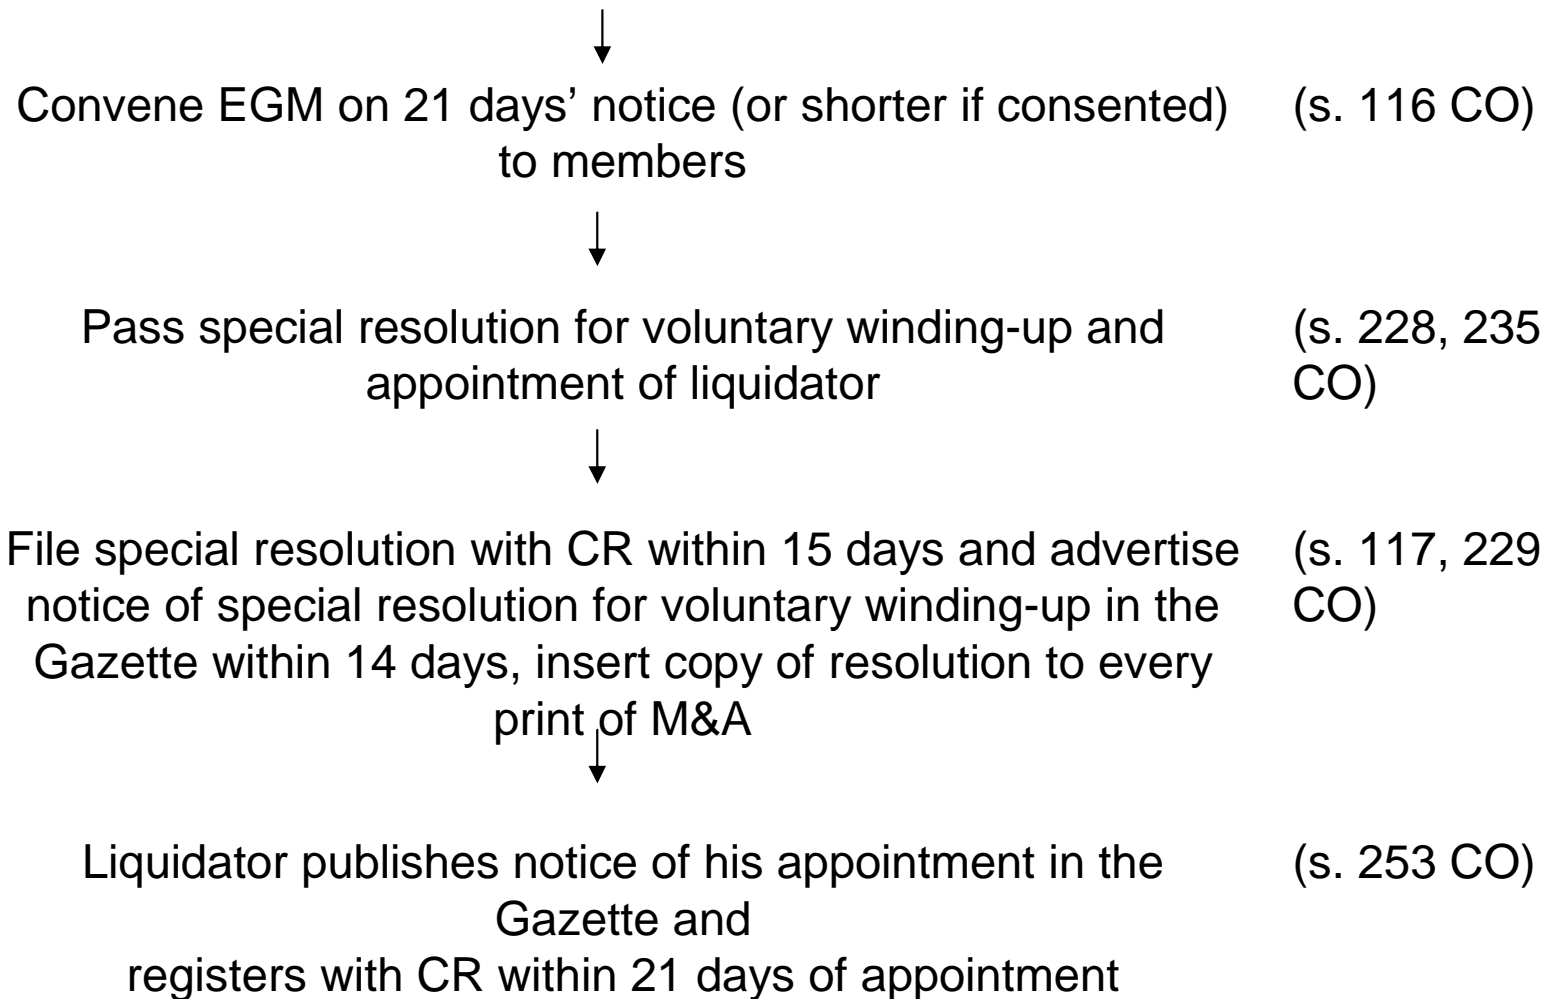 Convene EGM on 21 days’ notice (or shorter if consented) (s. 116 CO)
to members
Pass special resolution for voluntary winding-up and (s. 228, 235
appointment of liquidator CO)
File special resolution with CR within 15 days and advertise (s. 117, 229
notice of special resolution for voluntary winding-up in the CO)
Gazette within 14 days, insert copy of resolution to every
print of M&A
Liquidator publishes notice of his appointment in the (s. 253 CO)
Gazette and
registers with CR within 21 days of appointment